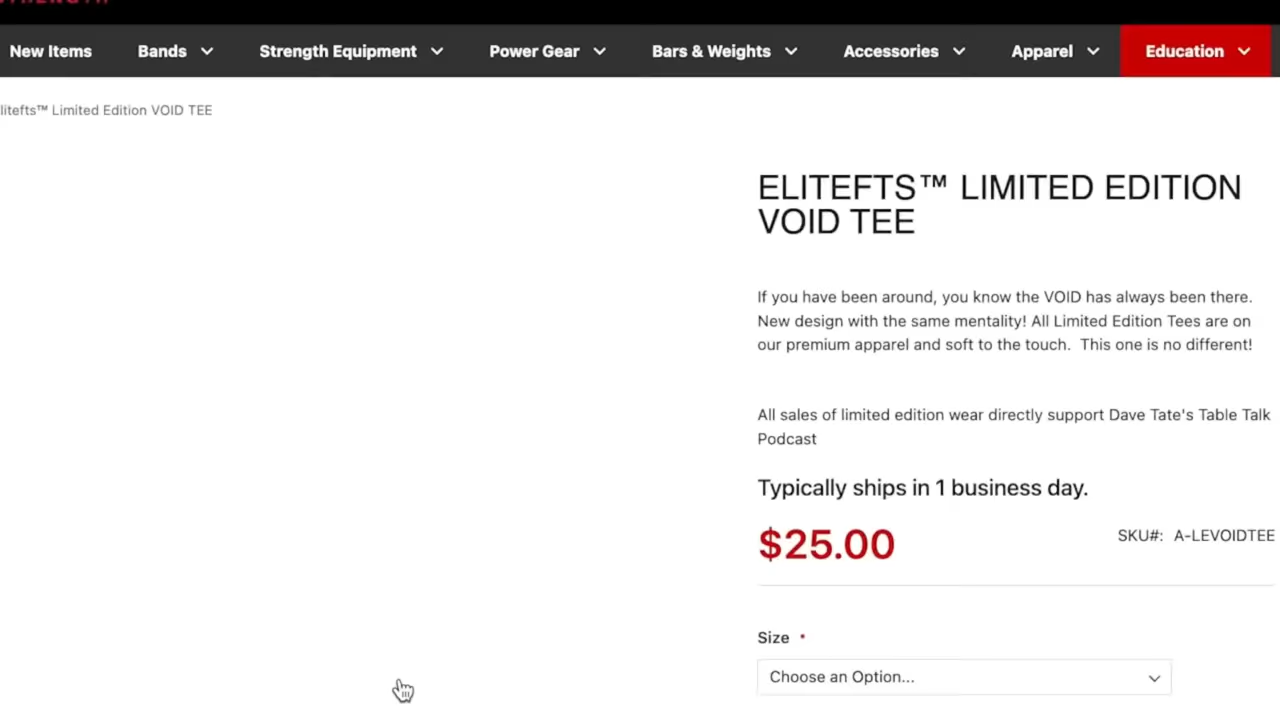 New Items
Bands
Strength Equipment
Power Gear
Bars & Weights
Accessories
Apparel
Education
litefts™ Limited Edition VOID TEE
ELITEFTS™ LIMITED EDITION
VOID TEE
If you have been around, you know the VOID has always been there.
New design with the same mentality! All Limited Edition Tees are on
our premium apparel and soft to the touch.  This one is no different!
All sales of limited edition wear directly support Dave Tate's Table Talk
Podcast
Typically ships in 1 business day.
$25.00
SKU#: A-LEVOIDTEE
Size *
Choose an Option...